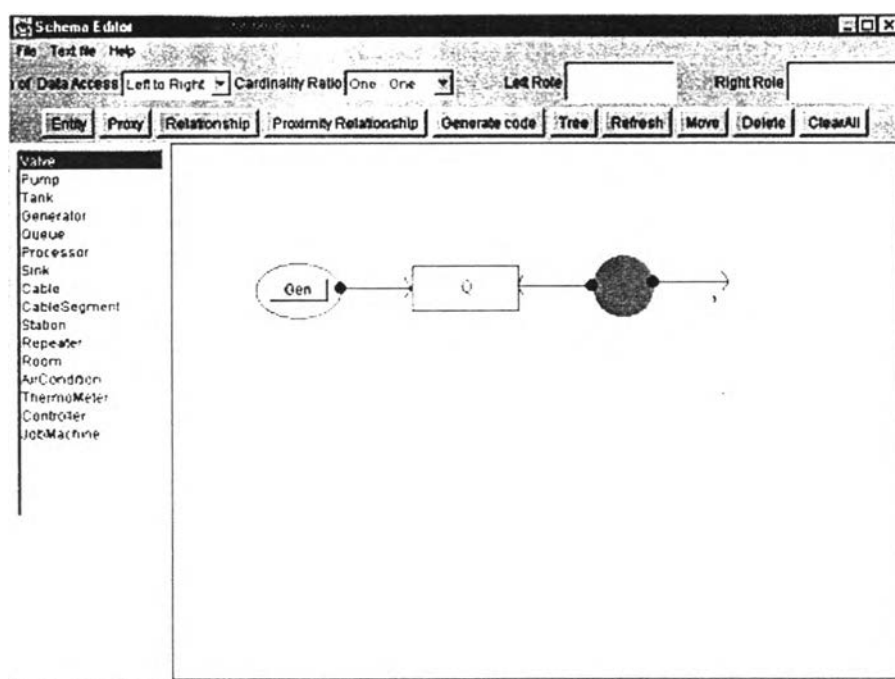 Schema Editor
File Text file Help
of Data Access Left to Right Cardinality Ratio One One Left Role Right Role
Entity Proxy Relationship Proximity Relationship Generate code Tree Refresh Move Delete ClearAll
Valve
Pump
Tank
Generator
Queue
Processor
Sink
Cable
CableSegment
Station
Repeater
Room
AirCondition
ThermoMeter
Controller
JobMachine
Gen Q